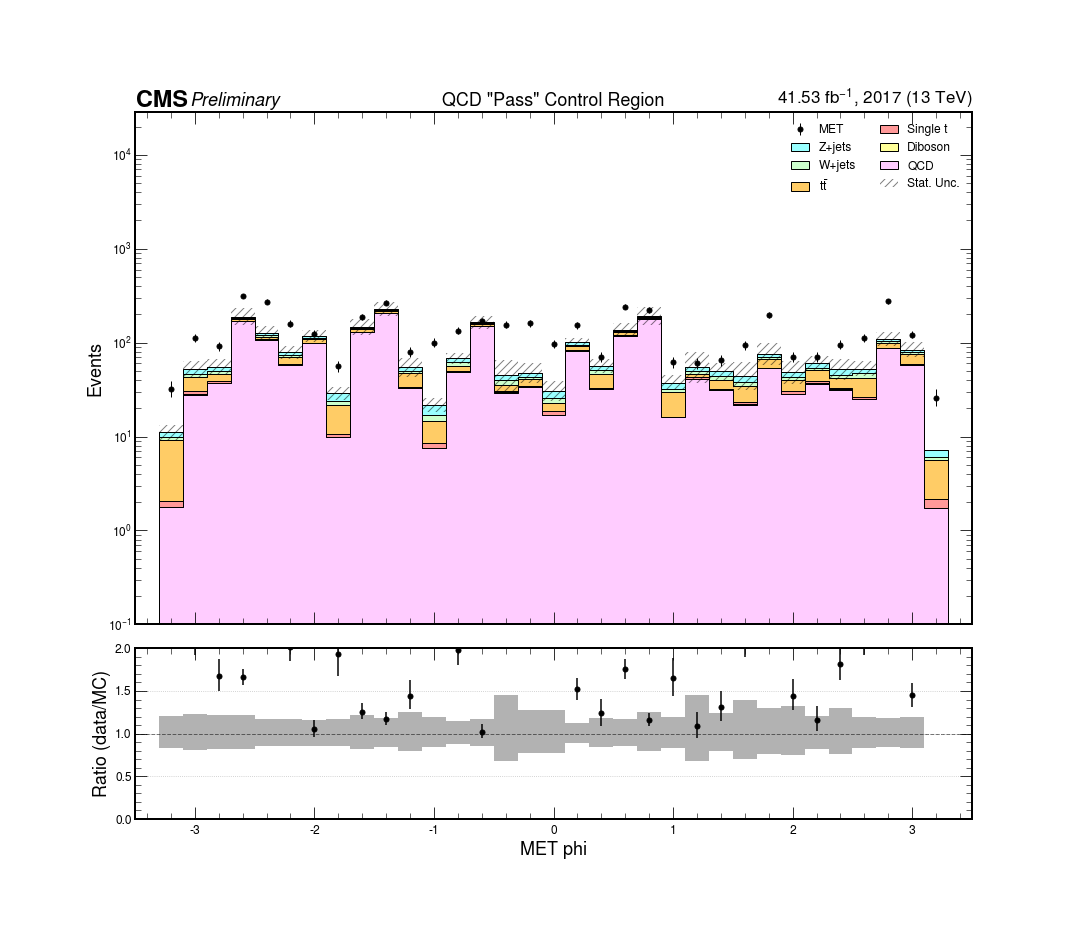 CMS Preliminary QCD "Pass" Control Region 41.53 fb⁻¹, 2017 (13 TeV)
MET Single t
Z+jets Diboson
W+jets QCD
tt̄ Stat. Unc.
10⁴
10³
10²
10¹
10⁰
10⁻¹
Events
2.0
1.5
1.0
0.5
0.0
Ratio (data/MC)
-3 -2 -1 0 1 2 3
MET phi